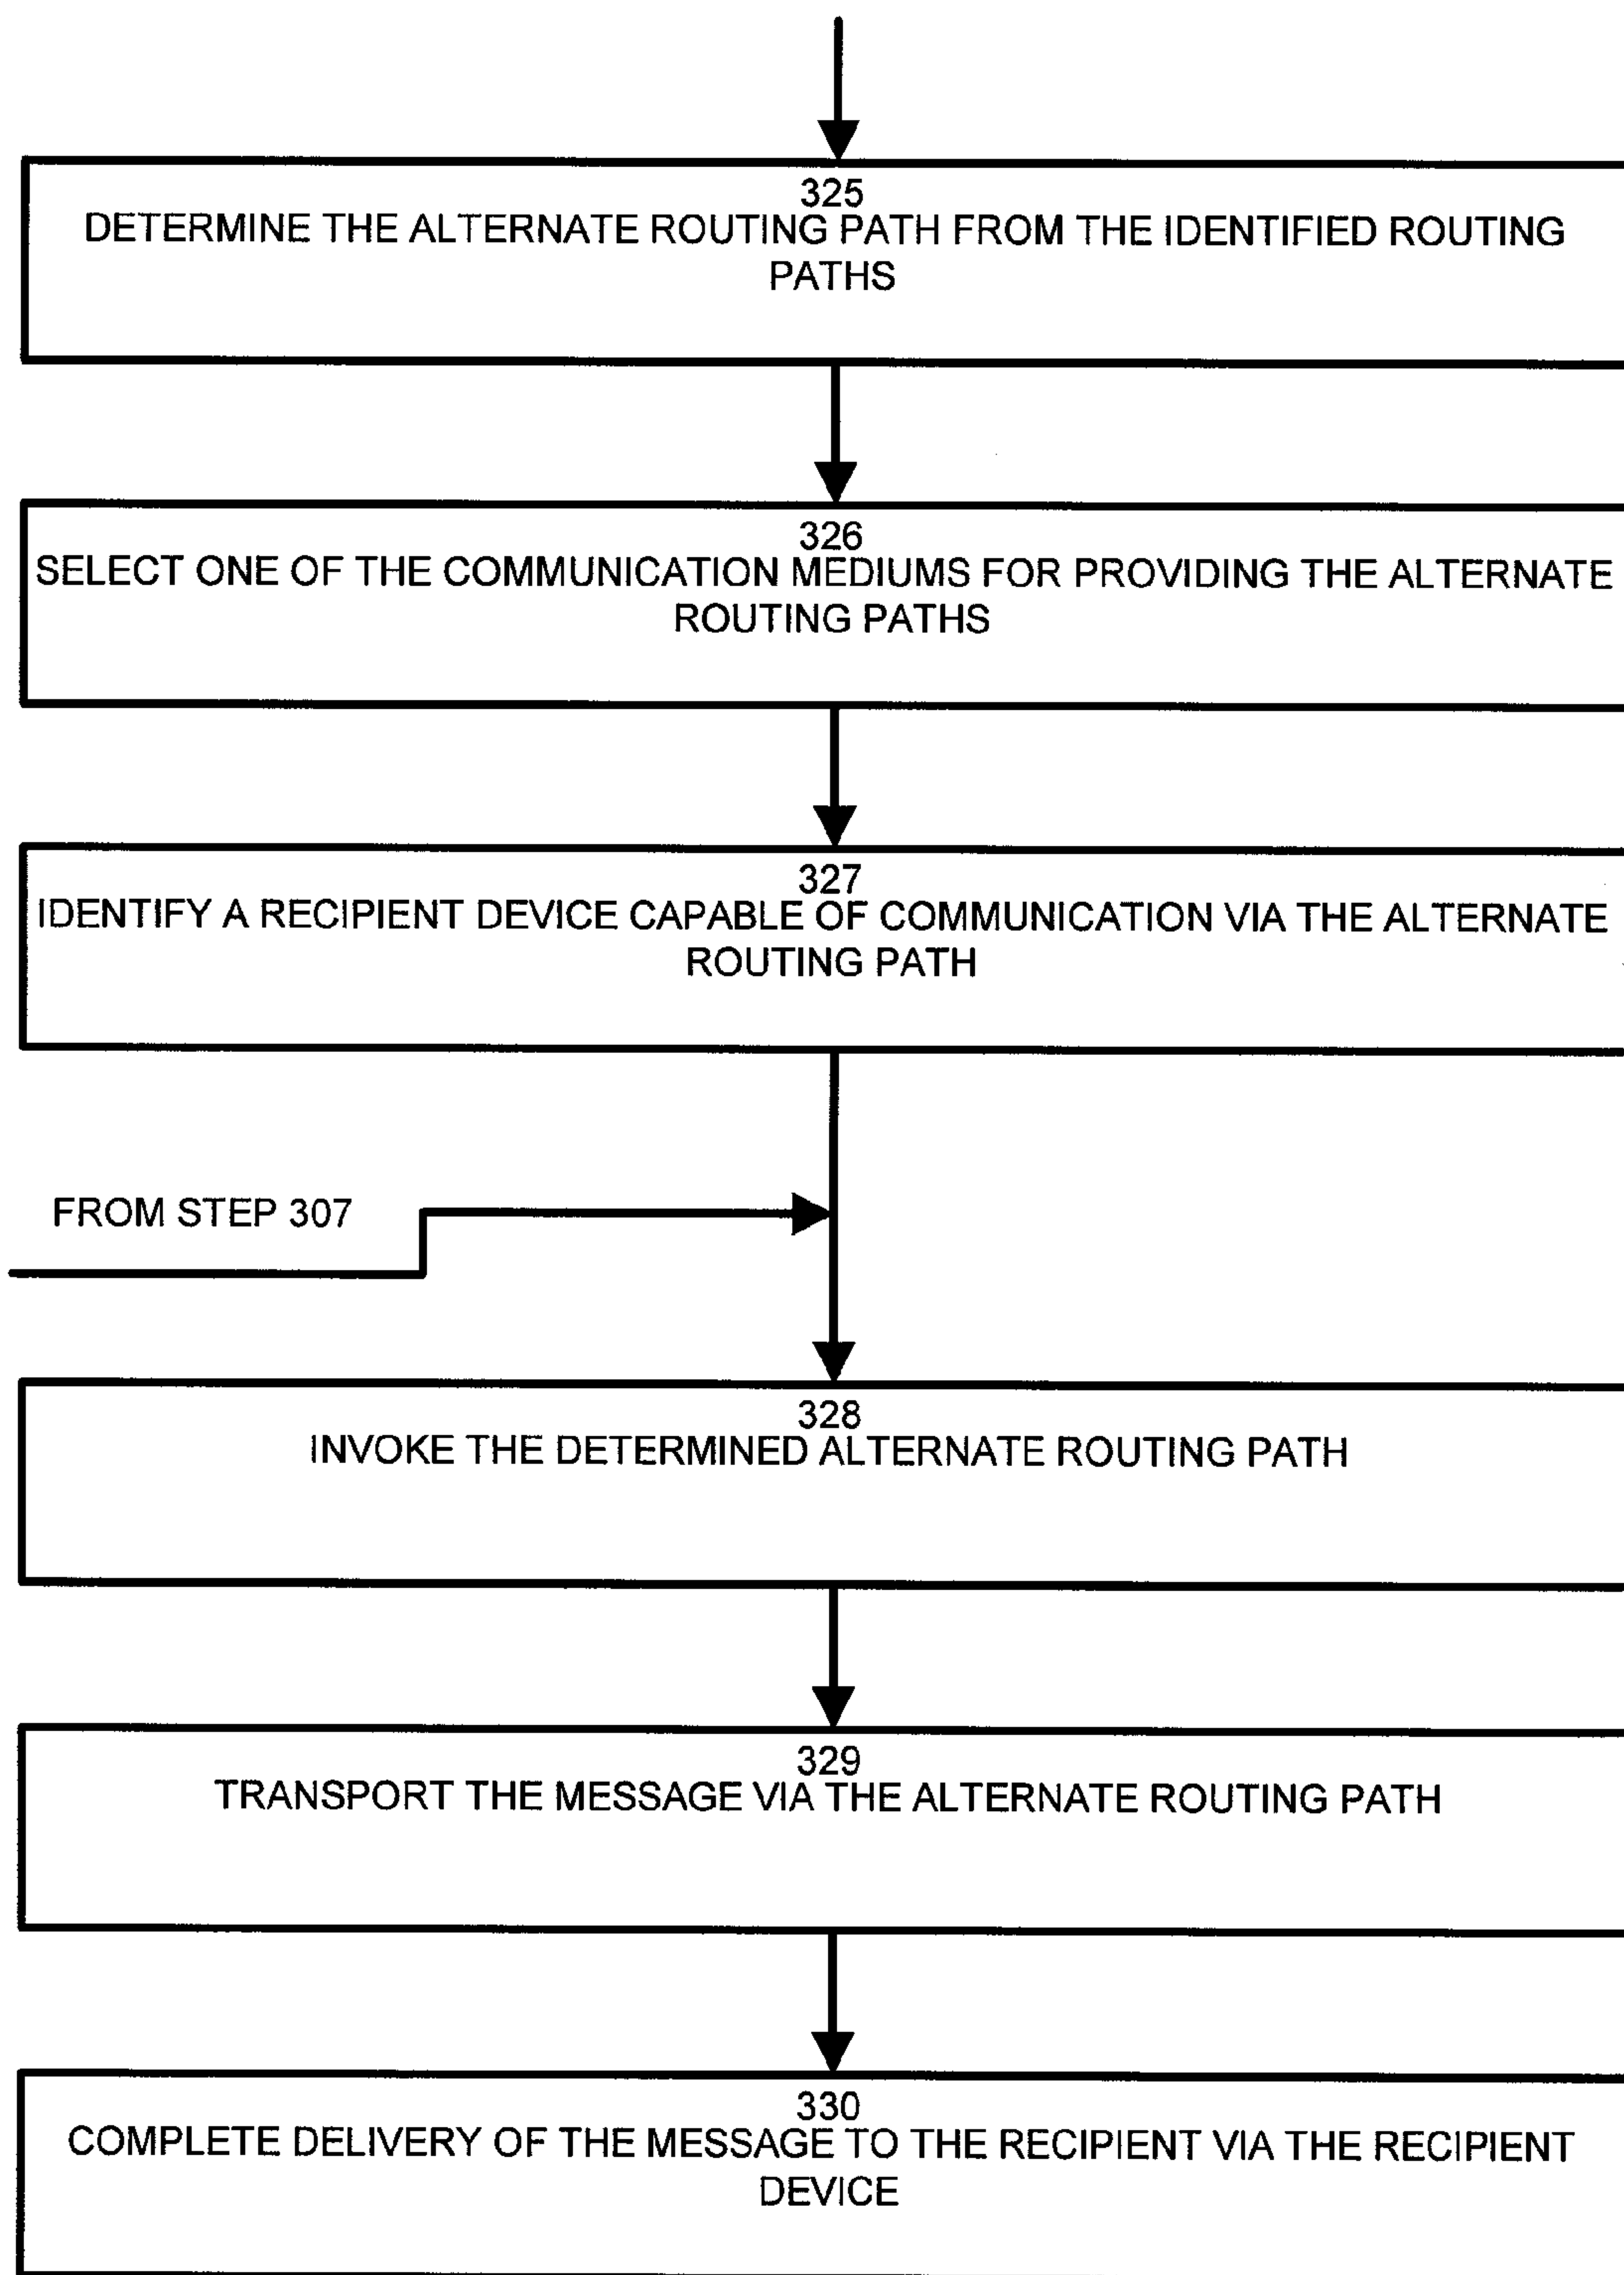 325
DETERMINE THE ALTERNATE ROUTING PATH FROM THE IDENTIFIED ROUTING
PATHS
326
SELECT ONE OF THE COMMUNICATION MEDIUMS FOR PROVIDING THE ALTERNATE
ROUTING PATHS
327
IDENTIFY A RECIPIENT DEVICE CAPABLE OF COMMUNICATION VIA THE ALTERNATE
ROUTING PATH
FROM STEP 307
328
INVOKE THE DETERMINED ALTERNATE ROUTING PATH
329
TRANSPORT THE MESSAGE VIA THE ALTERNATE ROUTING PATH
330
COMPLETE DELIVERY OF THE MESSAGE TO THE RECIPIENT VIA THE RECIPIENT
DEVICE